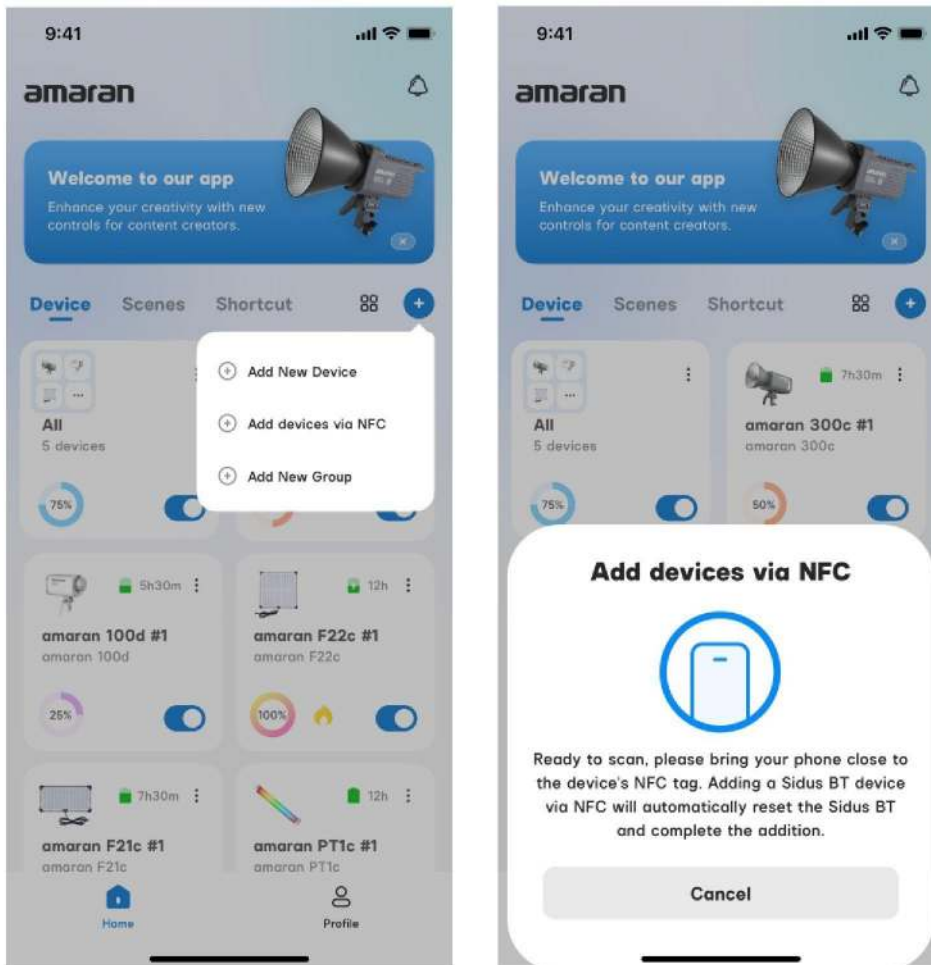 9:41
amaran
Welcome to our app
Enhance your creativity with new
controls for content creators.
Device Scenes Shortcut
Add New Device
Add devices via NFC
Add New Group
All
5 devices
75%
5h30m
amaran 100d #1
amaran 100d
25%
12h
amaran F22c #1
amaran F22c
100%
7h30m
amaran F21c #1
amaran F21c
12h
amaran PT1c #1
amaran PT1c
Home
Profile
9:41
amaran
Welcome to our app
Enhance your creativity with new
controls for content creators.
Device Scenes Shortcut
All
5 devices
75%
7h30m
amaran 300c #1
amaran 300c
50%
Add devices via NFC
Ready to scan, please bring your phone close to
the device's NFC tag. Adding a Sidus BT device
via NFC will automatically reset the Sidus BT
and complete the addition.
Cancel